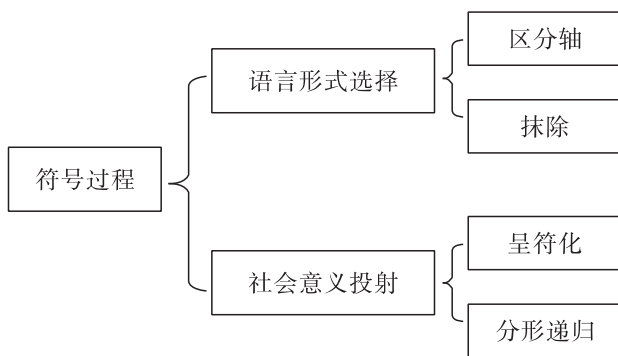 符号过程
语言形式选择
区分轴
抹除
社会意义投射
呈符化
分形递归